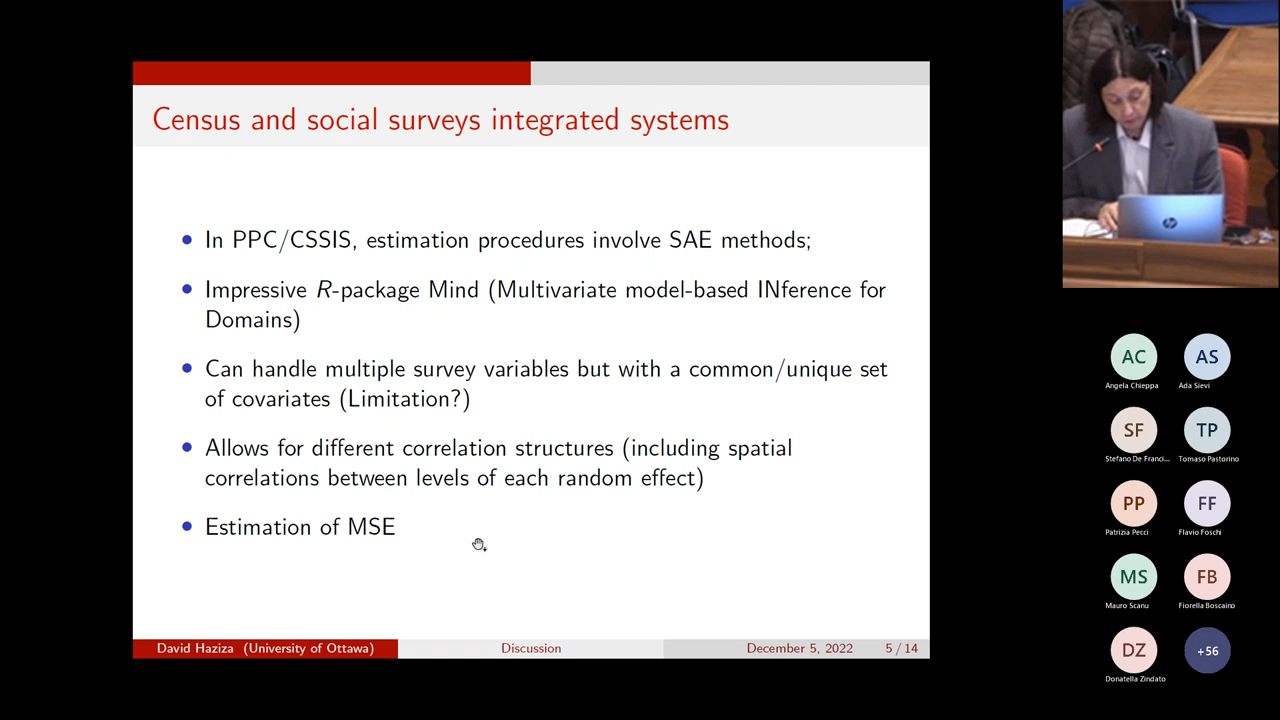 Census and social surveys integrated systems
In PPC/CSSIS, estimation procedures involve SAE methods;
Impressive R-package Mind (Multivariate model-based INference for
Domains)
Can handle multiple survey variables but with a common/unique set
of covariates (Limitation?)
Allows for different correlation structures (including spatial
correlations between levels of each random effect)
Estimation of MSE
David Haziza (University of Ottawa) Discussion December 5, 2022 5 / 14
hp
AC AS
Angela Chieppa Ada Sievi
SF TP
Stefano De Franci... Tomaso Pastorino
PP FF
Patrizia Pecci Flavio Foschi
MS FB
Mauro Scanu Fiorella Boscaino
DZ +56
Donatella Zindato